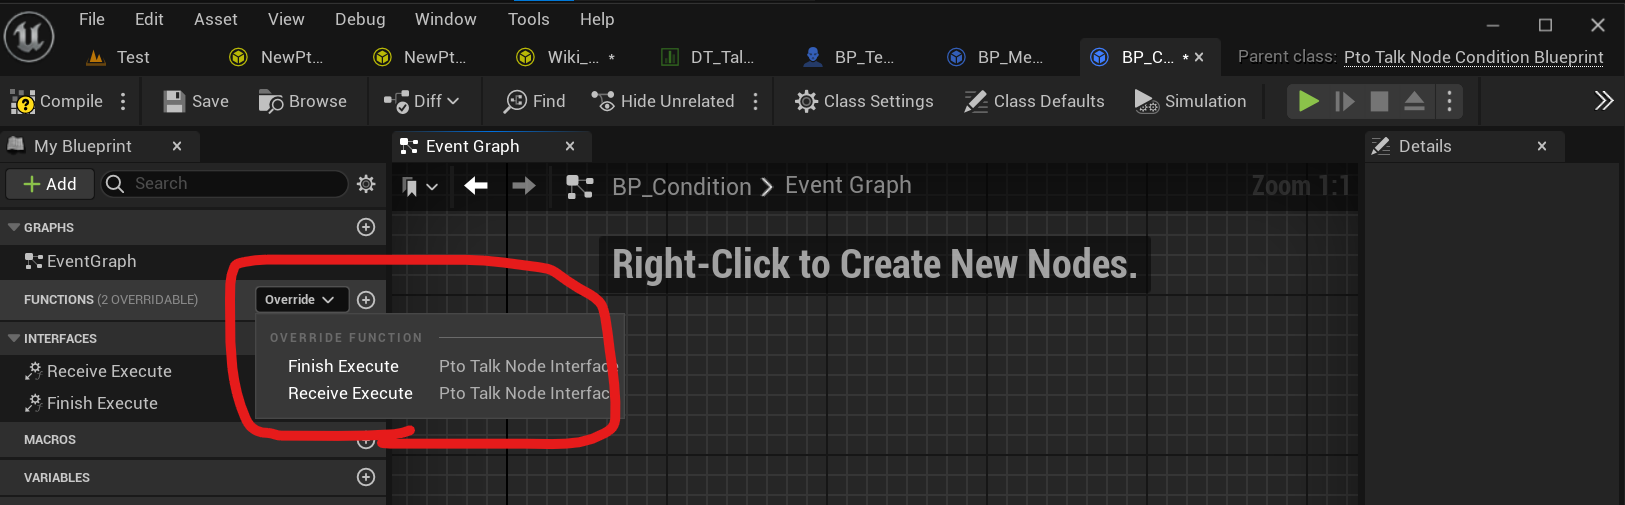 File Edit Asset View Debug Window Tools Help
Test NewPt... NewPt... Wiki_... * DT_Tal... BP_Te... BP_Me... BP_C... * × Parent class: Pto Talk Node Condition Blueprint
Compile Save Browse Diff Find Hide Unrelated Class Settings Class Defaults Simulation
My Blueprint × Event Graph × Details ×
+ Add Search BP_Condition > Event Graph Zoom 1:1
GRAPHS
EventGraph
Right-Click to Create New Nodes.
FUNCTIONS (2 OVERRIDABLE) Override
OVERRIDE FUNCTION
Finish Execute Pto Talk Node Interface
Receive Execute Pto Talk Node Interfac
INTERFACES
Receive Execute
Finish Execute
MACROS
VARIABLES